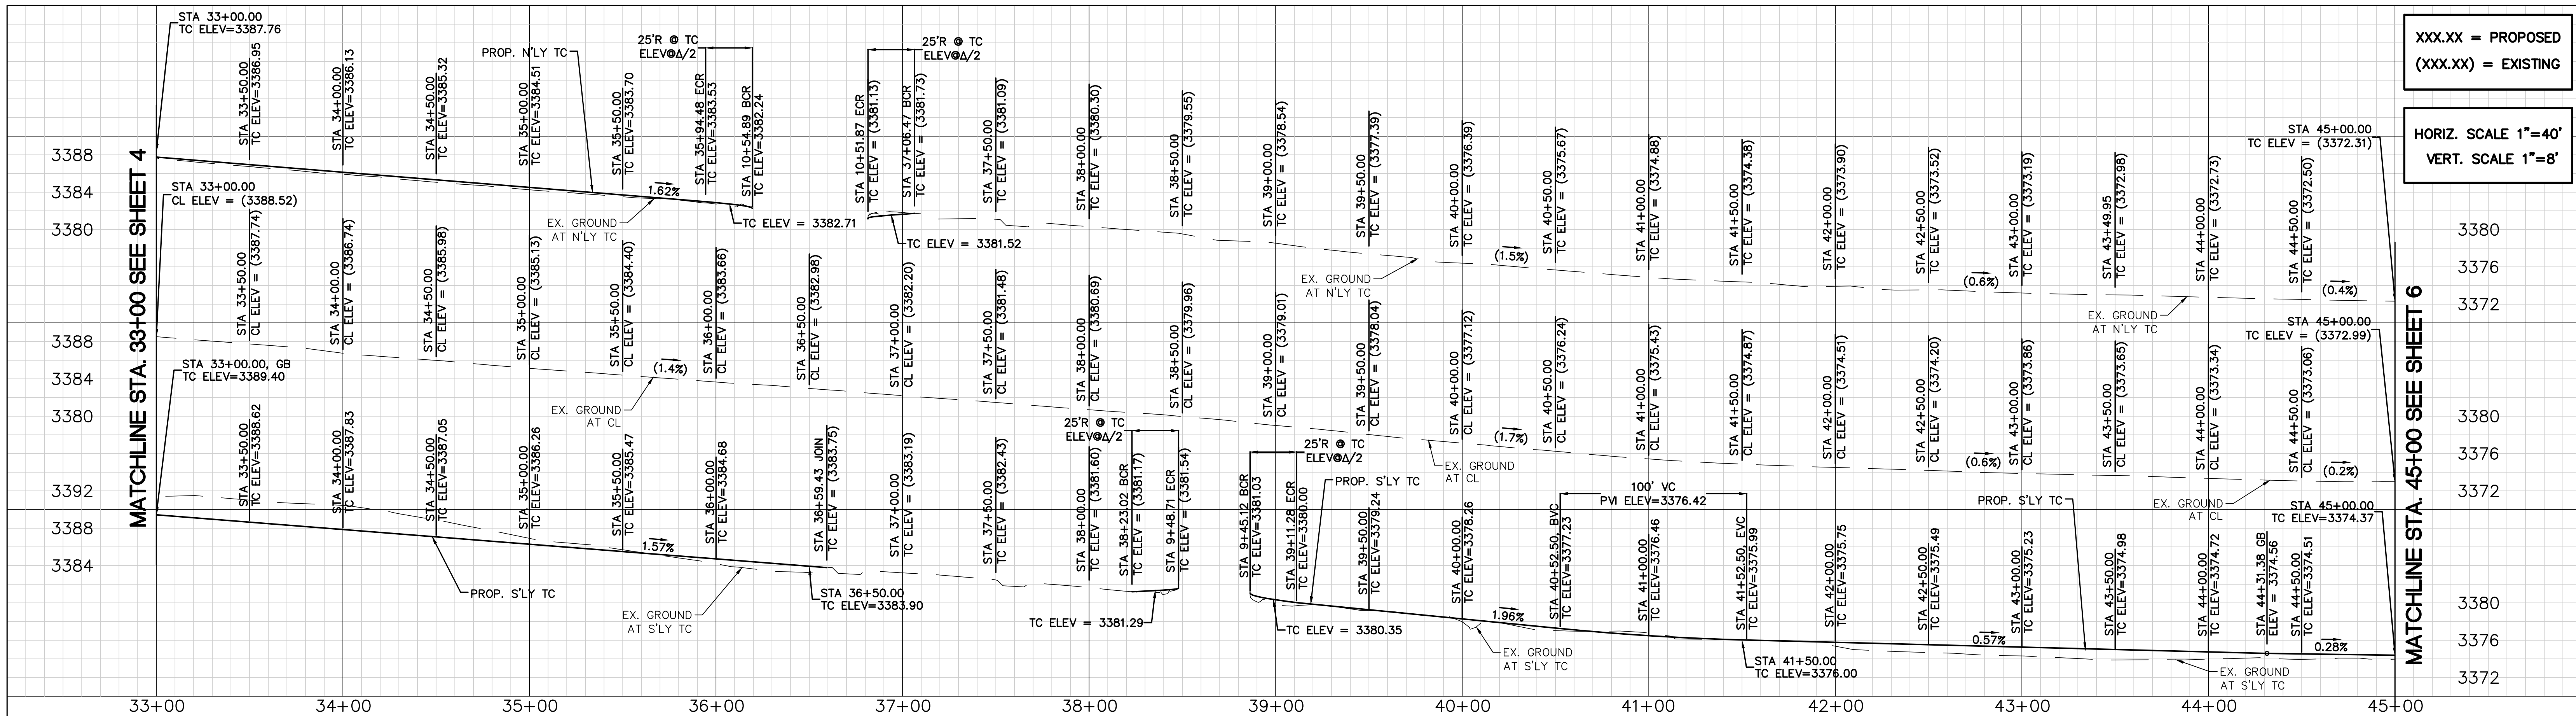 XXX.XX = PROPOSED
(XXX.XX) = EXISTING
HORIZ. SCALE 1"=40'
VERT. SCALE 1"=8'
MATCHLINE STA. 33+00 SEE SHEET 4
MATCHLINE STA. 45+00 SEE SHEET 6
STA 33+00.00
TC ELEV=3387.76
STA 33+50.00
TC ELEV=3386.95
STA 34+00.00
TC ELEV=3386.13
STA 34+50.00
TC ELEV=3385.32
PROP. N'LY TC
STA 35+00.00
TC ELEV=3384.51
STA 35+50.00
TC ELEV=3383.70
25'R @ TC
ELEV@Δ/2
STA 35+94.48 ECR
TC ELEV=3383.53
STA 10+54.89 BCR
TC ELEV=3382.24
25'R @ TC
ELEV@Δ/2
STA 10+51.87 ECR
TC ELEV = (3381.13)
STA 37+06.47 BCR
TC ELEV = (3381.73)
STA 37+50.00
TC ELEV = (3381.09)
STA 38+00.00
TC ELEV = (3380.30)
STA 38+50.00
TC ELEV = (3379.55)
STA 39+00.00
TC ELEV = (3378.54)
STA 39+50.00
TC ELEV = (3377.39)
STA 40+00.00
TC ELEV = (3376.39)
STA 40+50.00
TC ELEV = (3375.67)
STA 41+00.00
TC ELEV = (3374.88)
STA 41+50.00
TC ELEV = (3374.38)
STA 42+00.00
TC ELEV = (3373.90)
STA 42+50.00
TC ELEV = (3373.52)
STA 43+00.00
TC ELEV = (3373.19)
STA 43+49.95
TC ELEV = (3372.98)
STA 44+00.00
TC ELEV = (3372.73)
STA 44+50.00
TC ELEV = (3372.50)
STA 45+00.00
TC ELEV = (3372.31)
1.62%
EX. GROUND
AT N'LY TC
TC ELEV = 3382.71
TC ELEV = 3381.52
EX. GROUND
AT N'LY TC
(1.5%)
(0.6%)
EX. GROUND
AT N'LY TC
(0.4%)
3388
3384
3380
3380
3376
3372
STA 33+00.00
CL ELEV = (3388.52)
STA 33+50.00
CL ELEV = (3387.74)
STA 34+00.00
CL ELEV = (3386.74)
STA 34+50.00
CL ELEV = (3385.98)
STA 35+00.00
CL ELEV = (3385.13)
STA 35+50.00
CL ELEV = (3384.40)
STA 36+00.00
CL ELEV = (3383.66)
STA 36+50.00
CL ELEV = (3382.98)
STA 37+00.00
CL ELEV = (3382.20)
STA 37+50.00
CL ELEV = (3381.48)
STA 38+00.00
CL ELEV = (3380.69)
STA 38+50.00
CL ELEV = (3379.96)
STA 39+00.00
CL ELEV = (3379.01)
STA 39+50.00
CL ELEV = (3378.04)
STA 40+00.00
CL ELEV = (3377.12)
STA 40+50.00
CL ELEV = (3376.24)
STA 41+00.00
CL ELEV = (3375.43)
STA 41+50.00
CL ELEV = (3374.87)
STA 42+00.00
CL ELEV = (3374.51)
STA 42+50.00
CL ELEV = (3374.20)
STA 43+00.00
CL ELEV = (3373.86)
STA 43+50.00
CL ELEV = (3373.65)
STA 44+00.00
CL ELEV = (3373.34)
STA 44+50.00
CL ELEV = (3373.06)
STA 45+00.00
TC ELEV = (3372.99)
(1.4%)
EX. GROUND
AT CL
(1.7%)
EX. GROUND
AT CL
(0.6%)
EX. GROUND
AT CL
(0.2%)
3388
3384
3380
3380
3376
3372
STA 33+00.00, GB
TC ELEV=3389.40
STA 33+50.00
TC ELEV=3388.62
STA 34+00.00
TC ELEV=3387.83
STA 34+50.00
TC ELEV=3387.05
STA 35+00.00
TC ELEV=3386.26
STA 35+50.00
TC ELEV=3385.47
STA 36+00.00
TC ELEV=3384.68
STA 36+59.43 JOIN
TC ELEV = (3383.75)
STA 37+00.00
TC ELEV = (3383.19)
STA 37+50.00
TC ELEV = (3382.43)
STA 38+00.00
TC ELEV = (3381.60)
25'R @ TC
ELEV@Δ/2
STA 38+23.02 BCR
TC ELEV = (3381.17)
STA 9+48.71 ECR
TC ELEV = (3381.54)
25'R @ TC
ELEV@Δ/2
STA 9+45.12 BCR
TC ELEV=3381.03
STA 39+11.28 ECR
TC ELEV=3380.00
PROP. S'LY TC
STA 39+50.00
TC ELEV=3379.24
STA 40+00.00
TC ELEV=3378.26
100' VC
PVI ELEV=3376.42
STA 40+52.50, BVC
TC ELEV=3377.23
STA 41+00.00
TC ELEV=3376.46
STA 41+52.50, EVC
TC ELEV=3375.99
STA 42+00.00
TC ELEV=3375.75
STA 42+50.00
TC ELEV=3375.49
PROP. S'LY TC
STA 43+00.00
TC ELEV=3375.23
STA 43+50.00
TC ELEV=3374.98
STA 44+00.00
TC ELEV=3374.72
STA 44+31.38 GB
ELEV = 3374.56
STA 44+50.00
TC ELEV=3374.51
STA 45+00.00
TC ELEV=3374.37
PROP. S'LY TC
1.57%
EX. GROUND
AT S'LY TC
STA 36+50.00
TC ELEV=3383.90
TC ELEV = 3381.29
TC ELEV = 3380.35
1.96%
EX. GROUND
AT S'LY TC
STA 41+50.00
TC ELEV=3376.00
0.57%
EX. GROUND
AT S'LY TC
0.28%
3392
3388
3384
3380
3376
3372
33+00
34+00
35+00
36+00
37+00
38+00
39+00
40+00
41+00
42+00
43+00
44+00
45+00